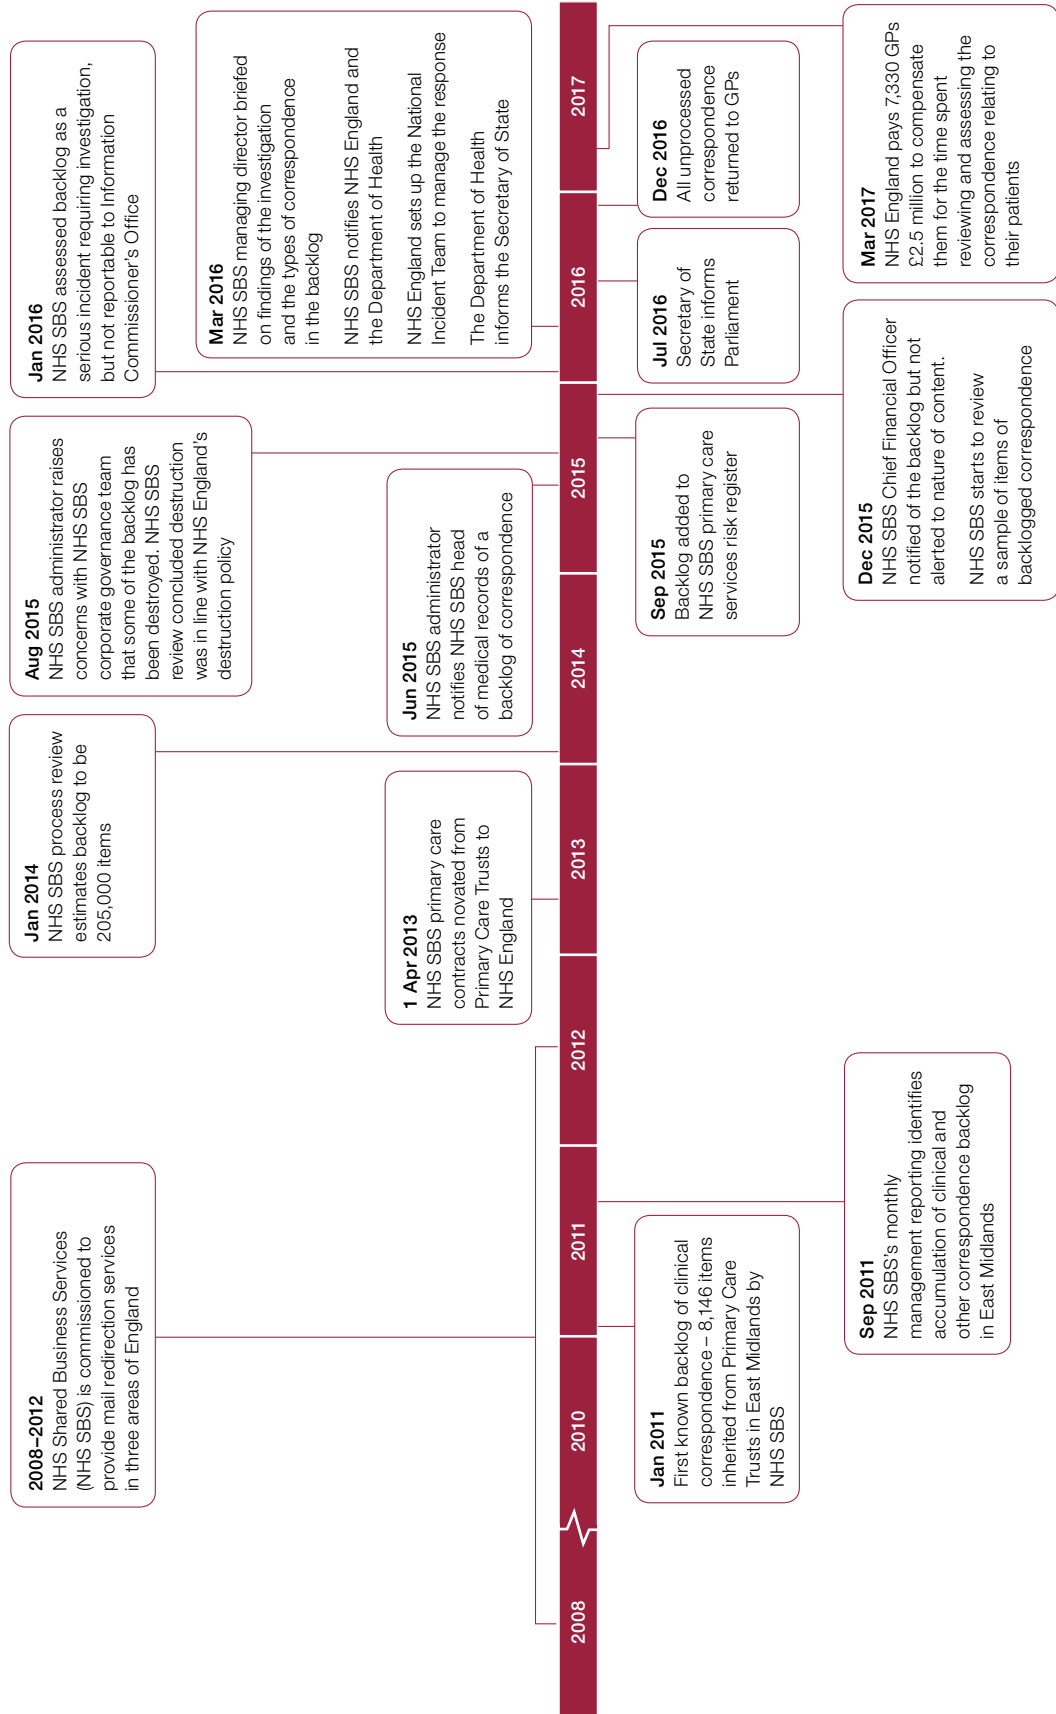 2008–2012
NHS Shared Business Services
(NHS SBS) is commissioned to
provide mail redirection services
in three areas of England
Jan 2014
NHS SBS process review
estimates backlog to be
205,000 items
Aug 2015
NHS SBS administrator raises
concerns with NHS SBS
corporate governance team
that some of the backlog has
been destroyed. NHS SBS
review concluded destruction
was in line with NHS England's
destruction policy
Jan 2016
NHS SBS assessed backlog as a
serious incident requiring investigation,
but not reportable to Information
Commissioner's Office
1 Apr 2013
NHS SBS primary care
contracts novated from
Primary Care Trusts to
NHS England
Jun 2015
NHS SBS administrator
notifies NHS SBS head
of medical records of a
backlog of correspondence
Mar 2016
NHS SBS managing director briefed
on findings of the investigation
and the types of correspondence
in the backlog
NHS SBS notifies NHS England and
the Department of Health
NHS England sets up the National
Incident Team to manage the response
The Department of Health
informs the Secretary of State
2008
2010
2011
2012
2013
2014
2015
2016
2017
Jan 2011
First known backlog of clinical
correspondence – 8,146 items
inherited from Primary Care
Trusts in East Midlands by
NHS SBS
Sep 2015
Backlog added to
NHS SBS primary care
services risk register
Jul 2016
Secretary of
State informs
Parliament
Dec 2016
All unprocessed
correspondence
returned to GPs
Sep 2011
NHS SBS's monthly
management reporting identifies
accumulation of clinical and
other correspondence backlog
in East Midlands
Dec 2015
NHS SBS Chief Financial Officer
notified of the backlog but not
alerted to nature of content.
NHS SBS starts to review
a sample of items of
backlogged correspondence
Mar 2017
NHS England pays 7,330 GPs
£2.5 million to compensate
them for the time spent
reviewing and assessing the
correspondence relating to
their patients